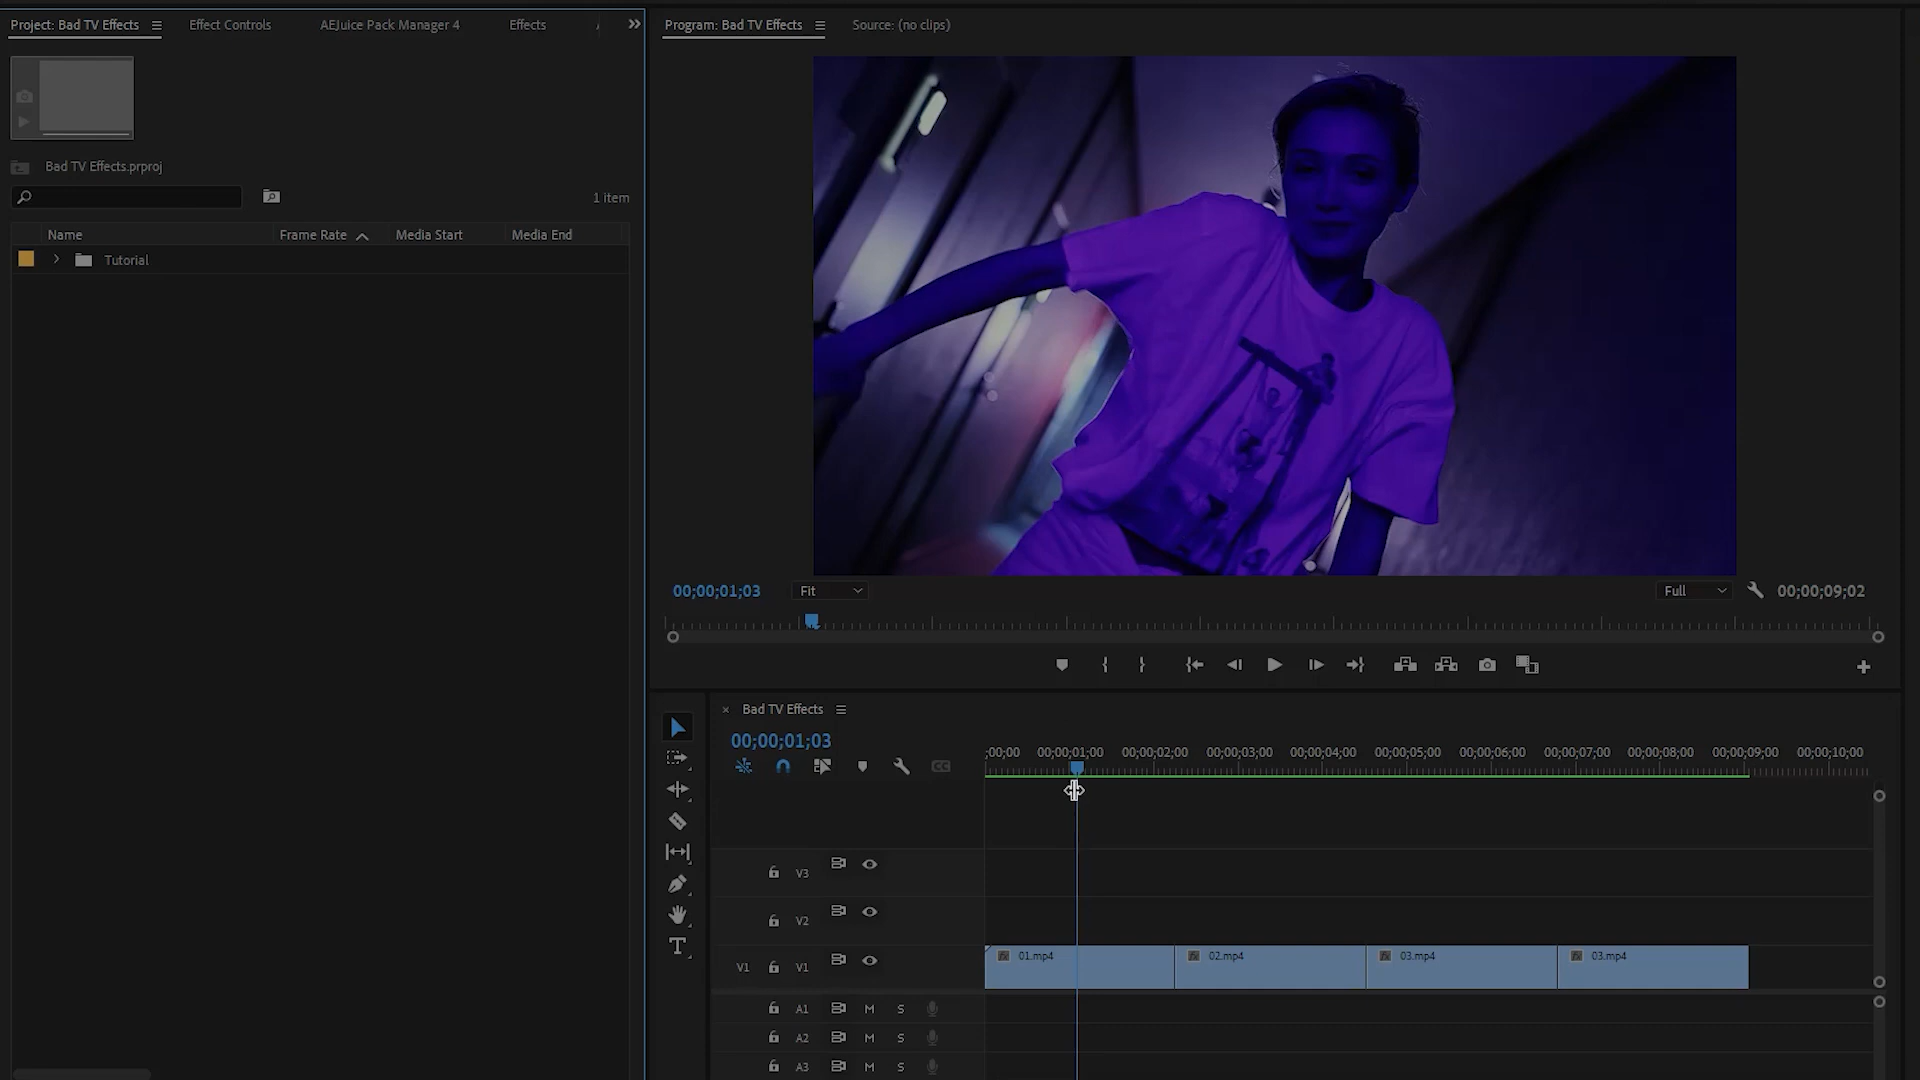 Project: Bad TV Effects
Effect Controls
AEJuice Pack Manager 4
Effects
Program: Bad TV Effects
Source: (no clips)
Bad TV Effects.prproj
1 item
Name
Frame Rate
Media Start
Media End
Tutorial
00;00;01;03
Fit
Full
00;00;09;02
× Bad TV Effects
00;00;01;03
;00;00
00;00;01;00
00;00;02;00
00;00;03;00
00;00;04;00
00;00;05;00
00;00;06;00
00;00;07;00
00;00;08;00
00;00;09;00
00;00;10;00
CC
V3
V2
V1 V1
fx 01.mp4
fx 02.mp4
fx 03.mp4
fx 03.mp4
T
A1 M S
A2 M S
A3 M S